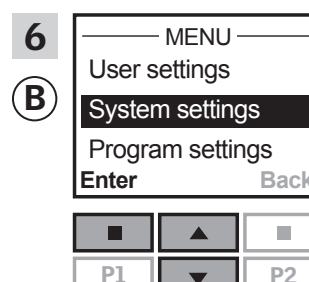 6
MENU
B
User settings
System settings
Program settings
Enter Back
P1 P2